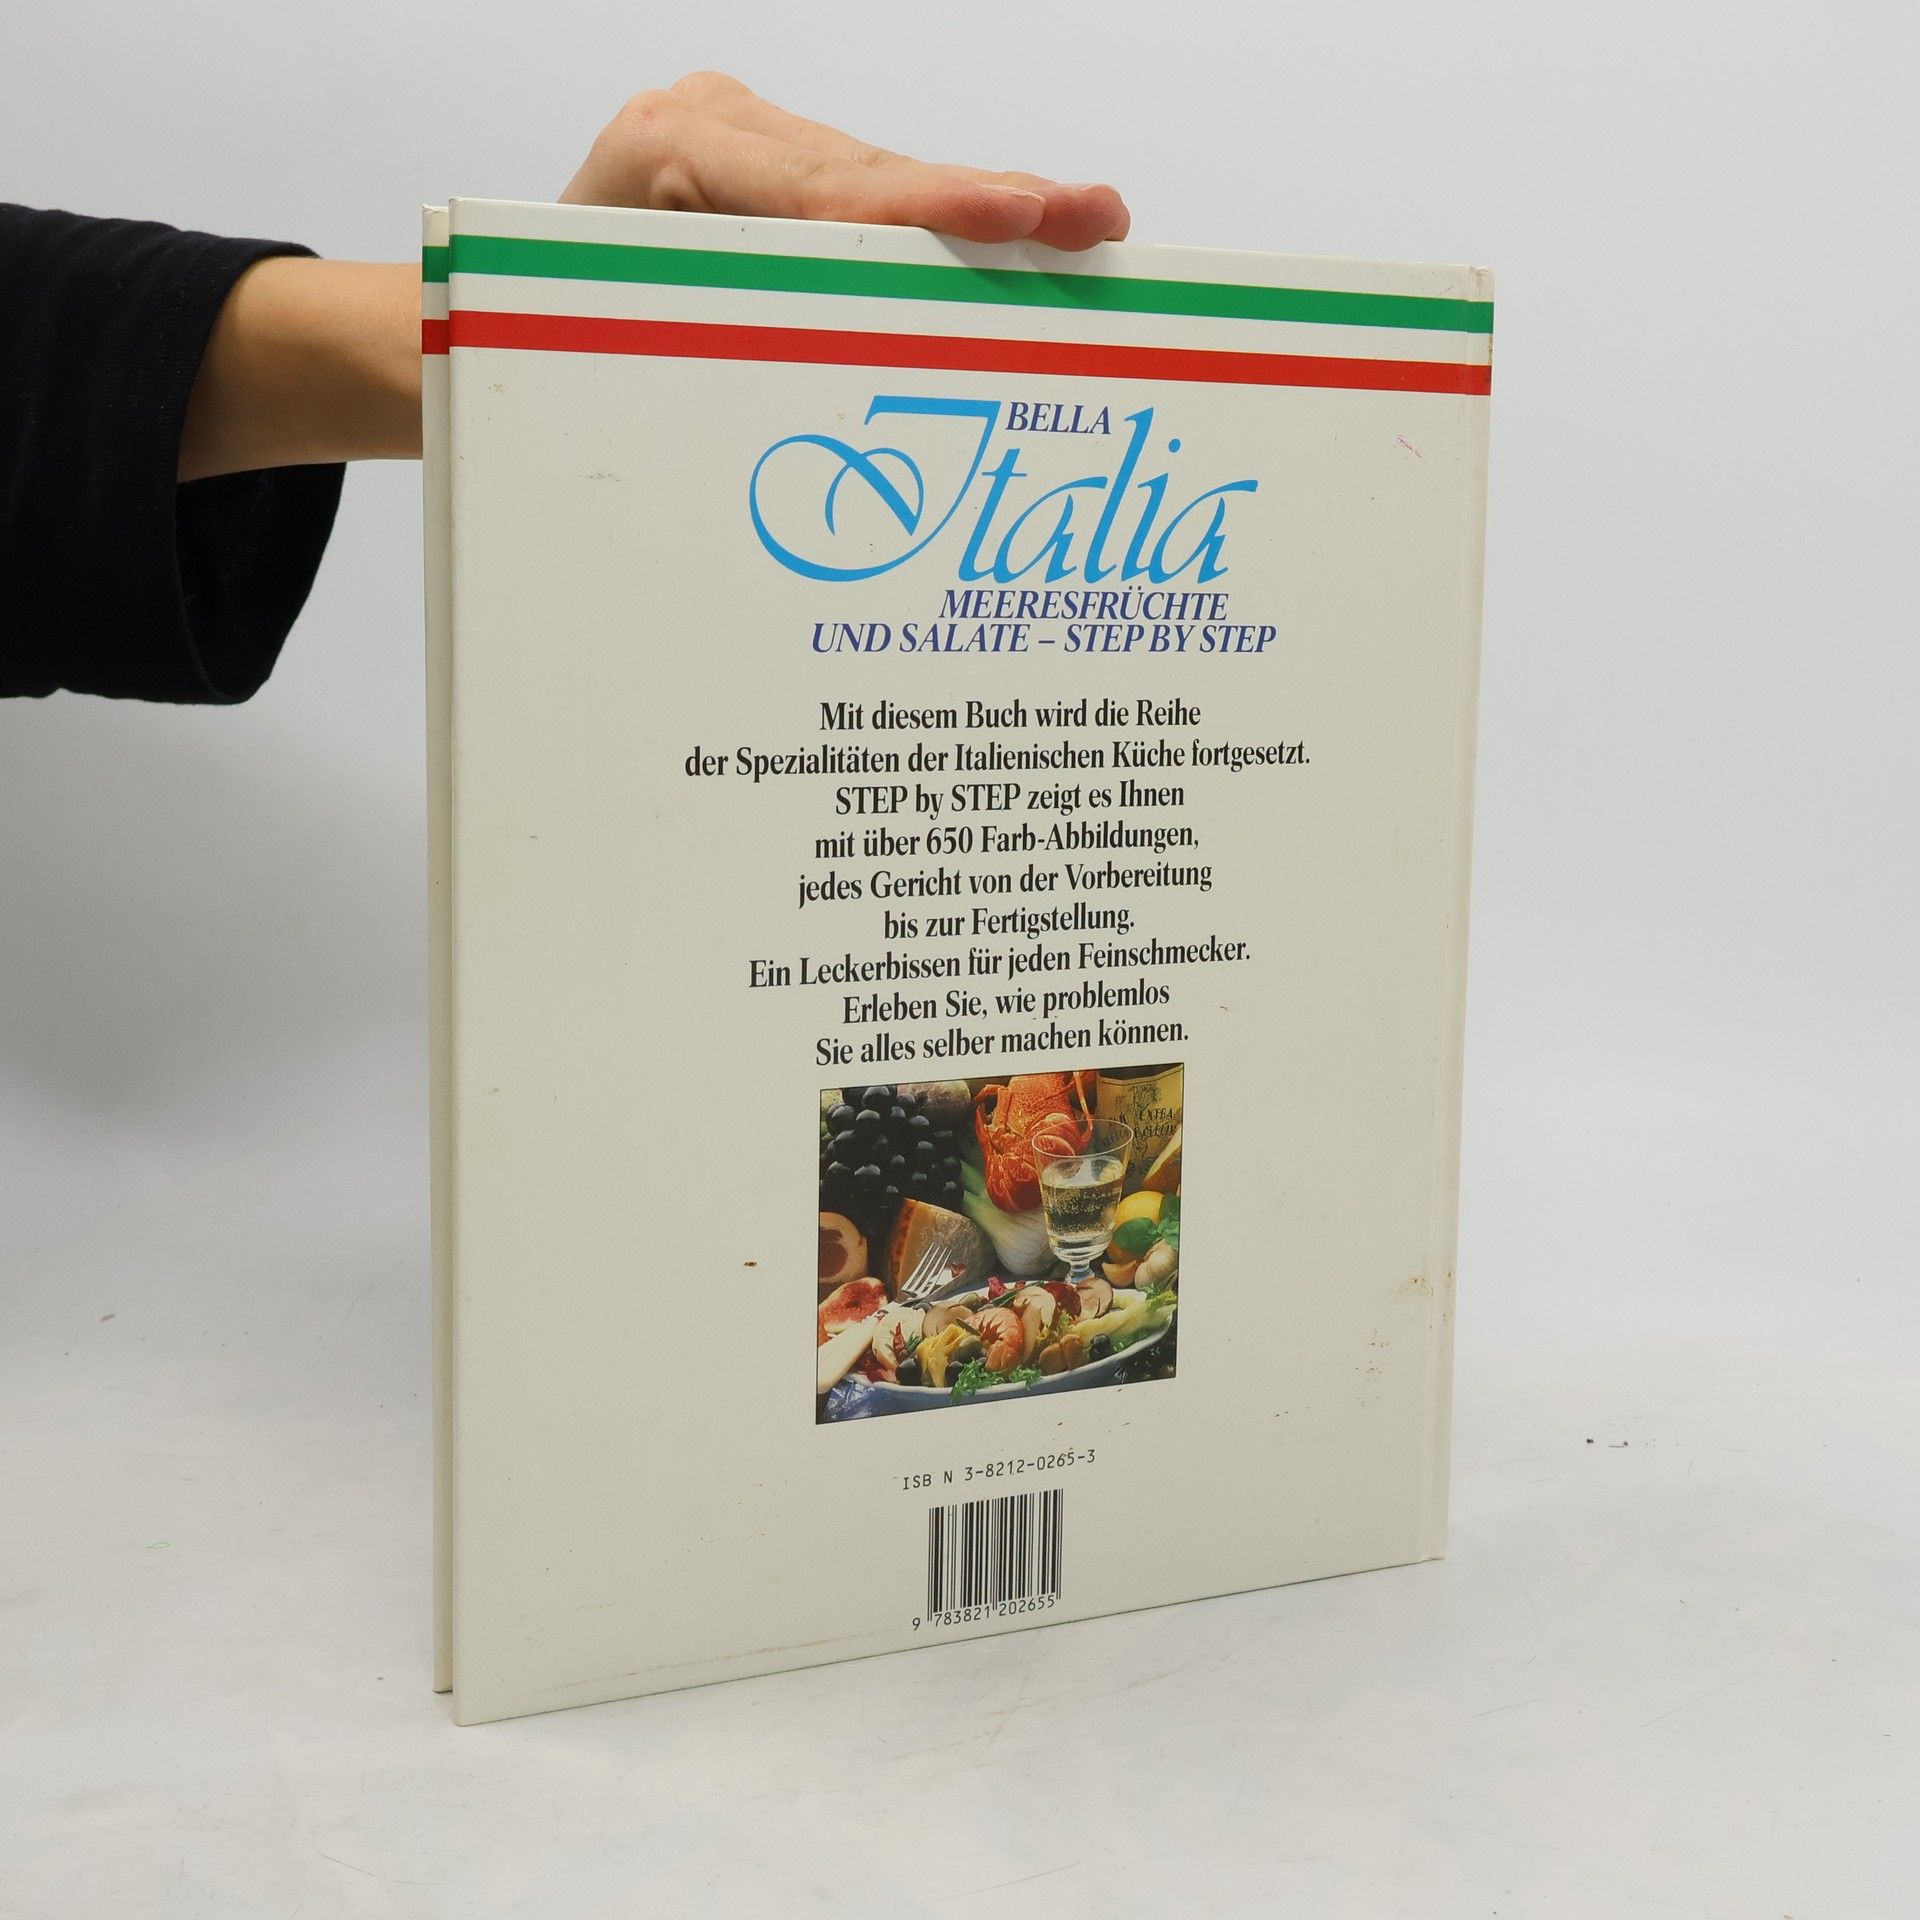 BELLA
Italia
MEERESFRÜCHTE
UND SALATE – STEP BY STEP
Mit diesem Buch wird die Reihe
der Spezialitäten der Italienischen Küche fortgesetzt.
STEP by STEP zeigt es Ihnen
mit über 650 Farb-Abbildungen,
jedes Gericht von der Vorbereitung
bis zur Fertigstellung.
Ein Leckerbissen für jeden Feinschmecker.
Erleben Sie, wie problemlos
Sie alles selber machen können.
EXTRA
ISB N 3-8212-0265-3
9 783821 202655